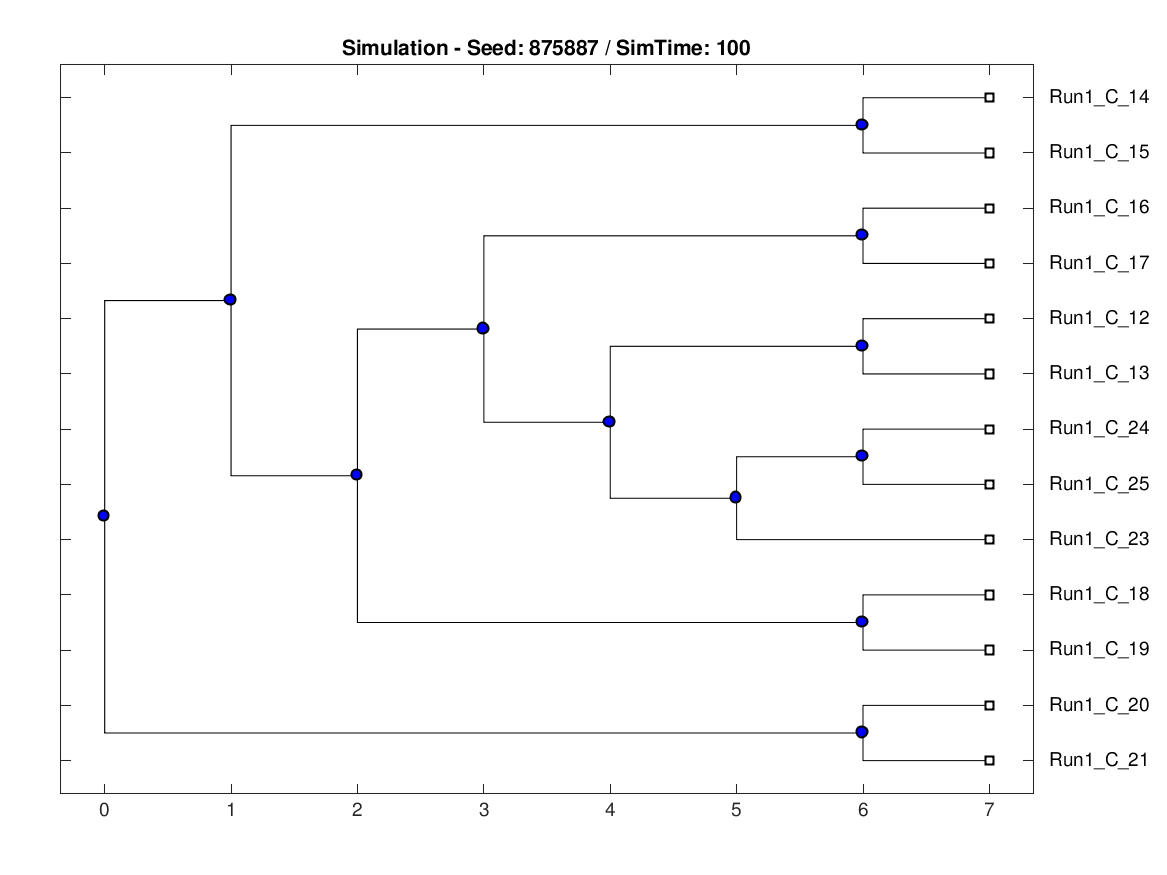 Simulation - Seed: 875887 / SimTime: 100
Run1_C_14
Run1_C_15
Run1_C_16
Run1_C_17
Run1_C_12
Run1_C_13
Run1_C_24
Run1_C_25
Run1_C_23
Run1_C_18
Run1_C_19
Run1_C_20
Run1_C_21
0 1 2 3 4 5 6 7